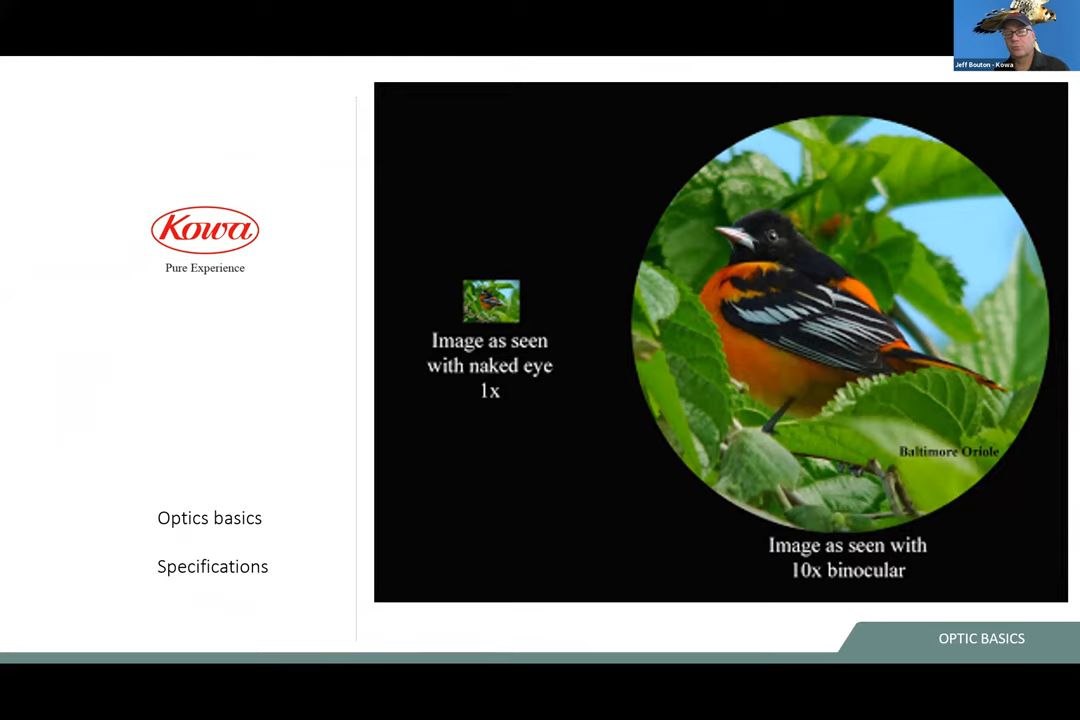 Jeff Bouton - Kowa
Kowa
Pure Experience
Optics basics
Specifications
Image as seen
with naked eye
1x
Baltimore Oriole
Image as seen with
10x binocular
OPTIC BASICS